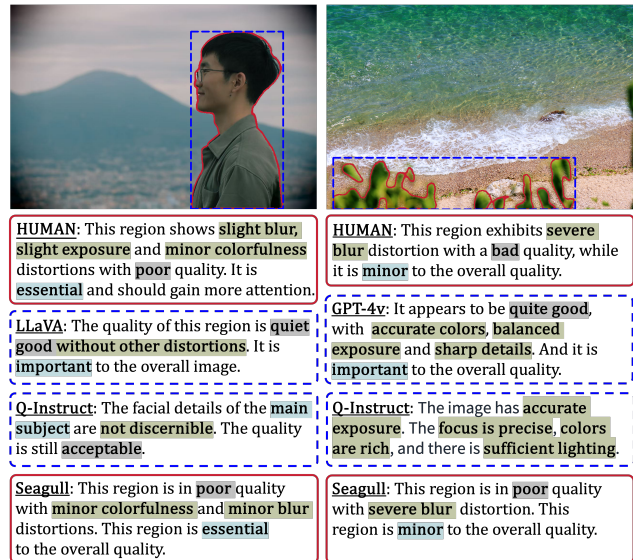 HUMAN: This region shows slight blur,
slight exposure and minor colorfulness
distortions with poor quality. It is
essential and should gain more attention.
LLaVA: The quality of this region is quiet
good without other distortions. It is
important to the overall image.
Q-Instruct: The facial details of the main
subject are not discernible. The quality
is still acceptable.
Seagull: This region is in poor quality
with minor colorfulness and minor blur
distortions. This region is essential
to the overall quality.
HUMAN: This region exhibits severe
blur distortion with a bad quality, while
it is minor to the overall quality.
GPT-4v: It appears to be quite good,
with accurate colors, balanced
exposure and sharp details. And it is
important to the overall quality.
Q-Instruct: The image has accurate
exposure. The focus is precise, colors
are rich, and there is sufficient lighting.
Seagull: This region is in poor quality
with severe blur distortion. This
region is minor to the overall quality.